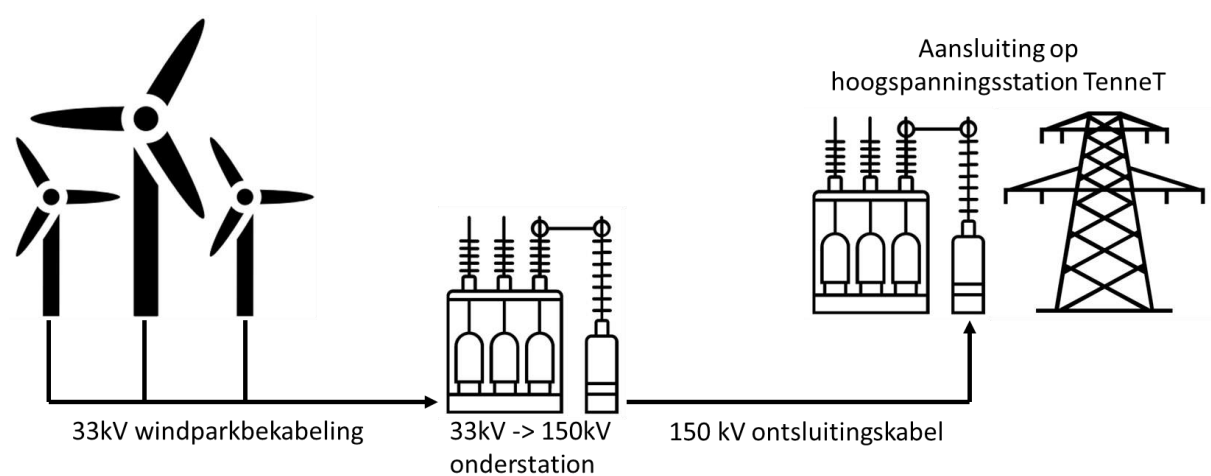 Aansluiting op
hoogspanningsstation TenneT
33kV windparkbekabeling
33kV -> 150kV
onderstation
150 kV ontsluitingskabel